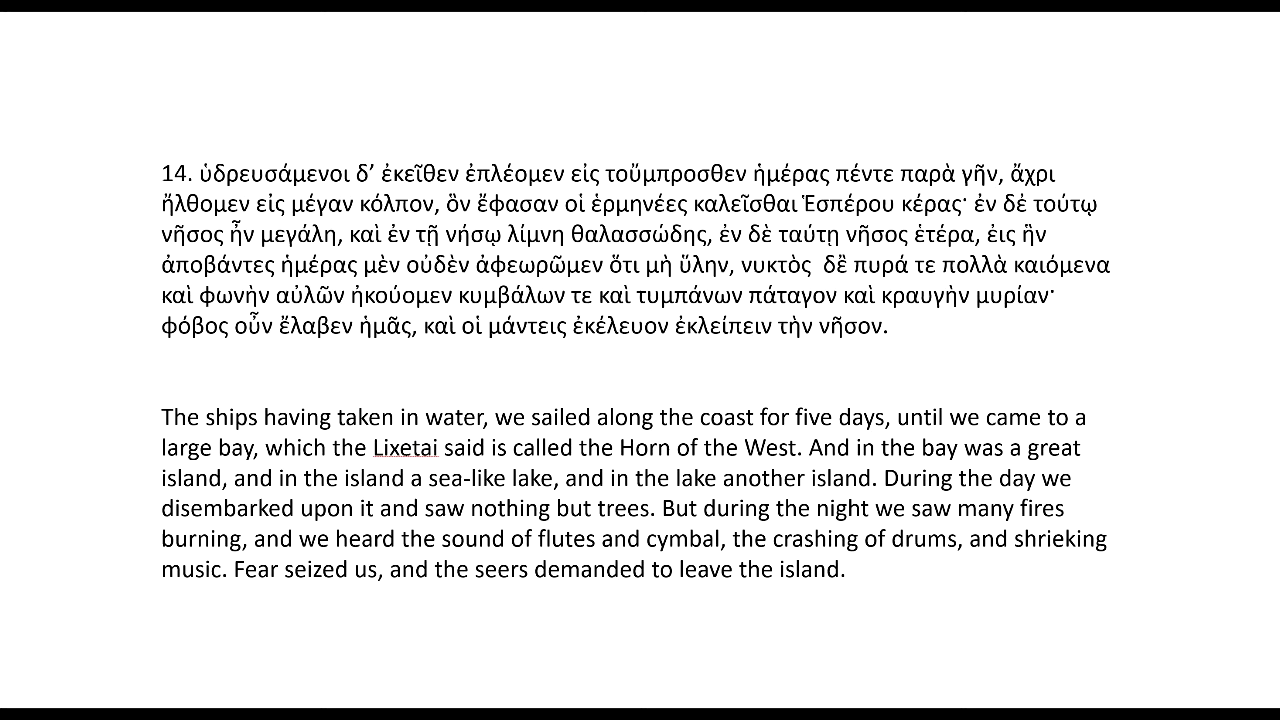 14. ὑδρευσάμενοι δ’ ἐκεῖθεν ἐπλέομεν εἰς τοὔμπροσθεν ἡμέρας πέντε παρὰ γῆν, ἄχρι
ἤλθομεν εἰς μέγαν κόλπον, ὃν ἔφασαν οἱ ἑρμηνέες καλεῖσθαι Ἑσπέρου κέρας· ἐν δὲ τούτῳ
νῆσος ἦν μεγάλη, καὶ ἐν τῇ νήσῳ λίμνη θαλασσώδης, ἐν δὲ ταύτῃ νῆσος ἑτέρα, ἐις ἣν
ἀποβάντες ἡμέρας μὲν οὐδὲν ἀφεωρῶμεν ὅτι μὴ ὕλην, νυκτὸς δὲ πυρά τε πολλὰ καιόμενα
καὶ φωνὴν αὐλῶν ἠκούομεν κυμβάλων τε καὶ τυμπάνων πάταγον καὶ κραυγὴν μυρίαν·
φόβος οὖν ἔλαβεν ἡμᾶς, καὶ οἱ μάντεις ἐκέλευον ἐκλείπειν τὴν νῆσον.
The ships having taken in water, we sailed along the coast for five days, until we came to a
large bay, which the Lixetai said is called the Horn of the West. And in the bay was a great
island, and in the island a sea-like lake, and in the lake another island. During the day we
disembarked upon it and saw nothing but trees. But during the night we saw many fires
burning, and we heard the sound of flutes and cymbal, the crashing of drums, and shrieking
music. Fear seized us, and the seers demanded to leave the island.